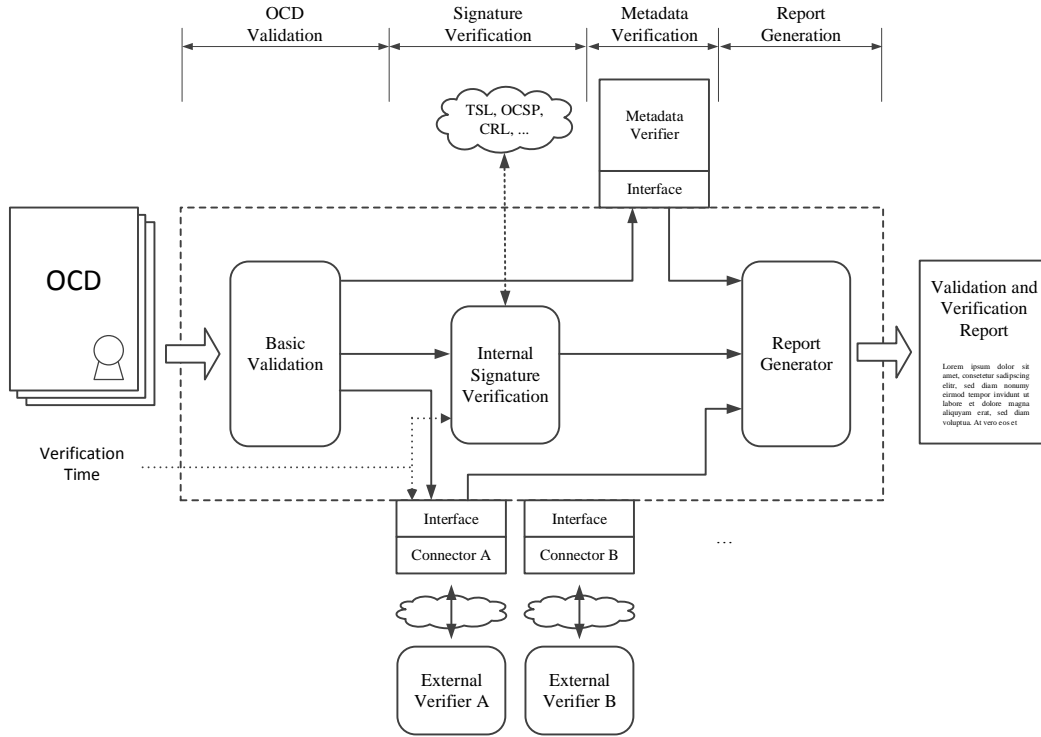 OCD
Validation
Signature
Verification
Metadata
Verification
Report
Generation
TSL, OCSP,
CRL, ...
Metadata
Verifier
Interface
OCD
Basic
Validation
Internal
Signature
Verification
Report
Generator
Validation and
Verification
Report
Lorem ipsum dolor sit
amet, consetetur sadipscing
elitr, sed diam nonumy
eirmod tempor invidunt ut
labore et dolore magna
aliquyam erat, sed diam
voluptua. At vero eos et
Verification
Time
Interface
Connector A
Interface
Connector B
...
External
Verifier A
External
Verifier B